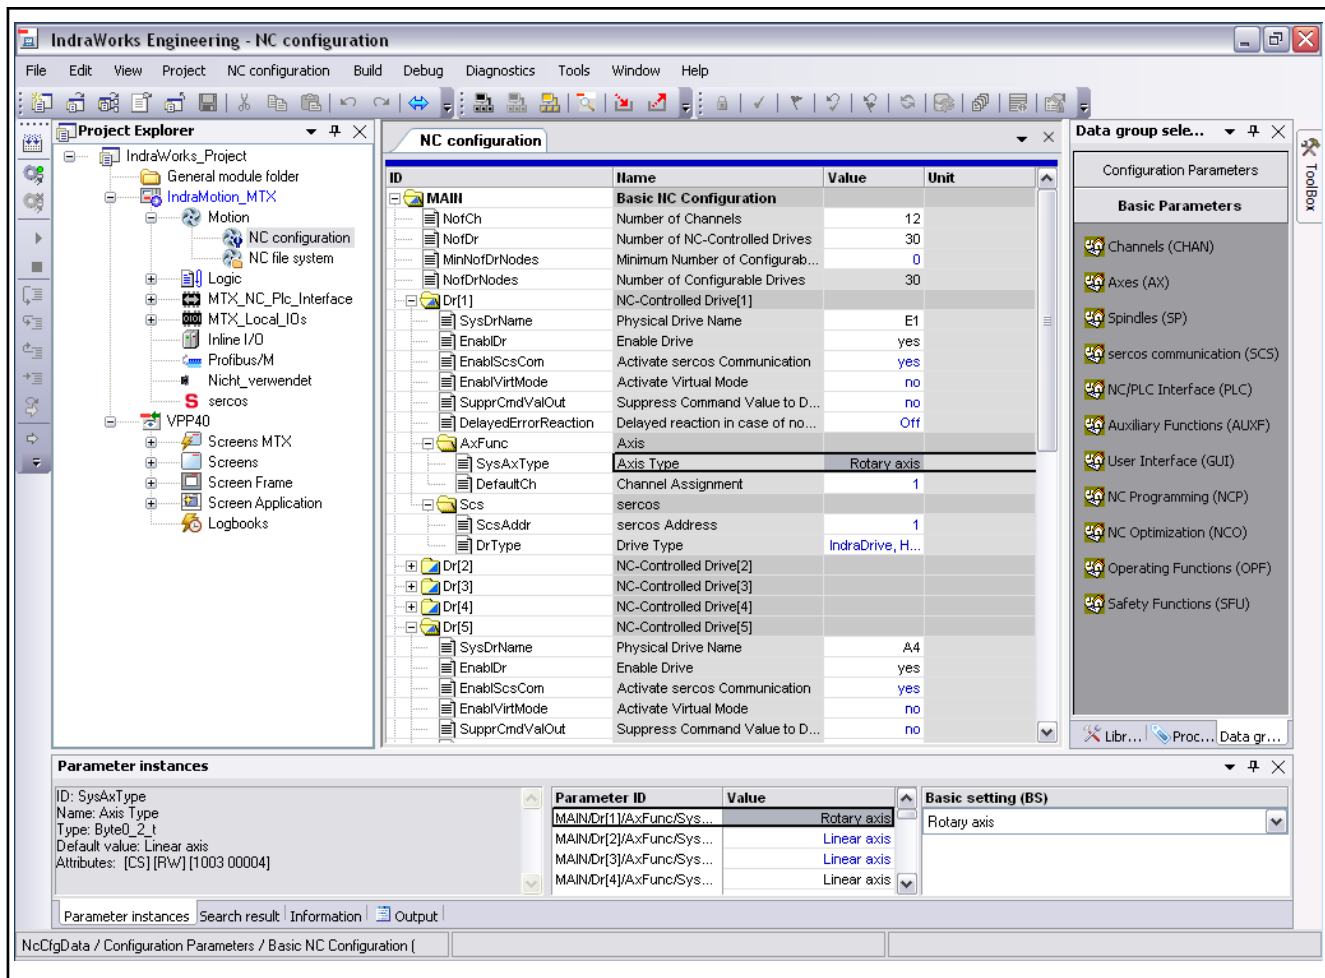 IndraWorks Engineering - NC configuration
File Edit View Project NC configuration Build Debug Diagnostics Tools Window Help
Project Explorer
IndraWorks_Project
General module folder
IndraMotion_MTX
Motion
NC configuration
NC file system
Logic
MTX_NC_Plc_Interface
MTX_Local_IOs
Inline I/O
Profibus/M
Nicht_verwendet
S sercos
VPP40
Screens MTX
Screens
Screen Frame
Screen Application
Logbooks
NC configuration
ID Name Value Unit
MAIN Basic NC Configuration
NofCh Number of Channels 12
NofDr Number of NC-Controlled Drives 30
MinNofDrNodes Minimum Number of Configurab... 0
NofDrNodes Number of Configurable Drives 30
Dr[1] NC-Controlled Drive[1]
SysDrName Physical Drive Name E1
EnablDr Enable Drive yes
EnablScsCom Activate sercos Communication yes
EnablVirtMode Activate Virtual Mode no
SupprCmdValOut Suppress Command Value to D... no
DelayedErrorReaction Delayed reaction in case of no... Off
AxFunc Axis
SysAxType Axis Type Rotary axis
DefaultCh Channel Assignment 1
Scs sercos
ScsAddr sercos Address 1
DrType Drive Type IndraDrive, H...
Dr[2] NC-Controlled Drive[2]
Dr[3] NC-Controlled Drive[3]
Dr[4] NC-Controlled Drive[4]
Dr[5] NC-Controlled Drive[5]
SysDrName Physical Drive Name A4
EnablDr Enable Drive yes
EnablScsCom Activate sercos Communication yes
EnablVirtMode Activate Virtual Mode no
SupprCmdValOut Suppress Command Value to D... no
Data group sele...
Configuration Parameters
Basic Parameters
Channels (CHAN)
Axes (AX)
Spindles (SP)
sercos communication (SCS)
NC/PLC Interface (PLC)
Auxiliary Functions (AUXF)
User Interface (GUI)
NC Programming (NCP)
NC Optimization (NCO)
Operating Functions (OPF)
Safety Functions (SFU)
Libr... Proc... Data gr...
ToolBox
Parameter instances
ID: SysAxType
Name: Axis Type
Type: Byte0_2_t
Default value: Linear axis
Attributes: [CS] [RW] [1003 00004]
Parameter ID Value
MAIN/Dr[1]/AxFunc/Sys... Rotary axis
MAIN/Dr[2]/AxFunc/Sys... Linear axis
MAIN/Dr[3]/AxFunc/Sys... Linear axis
MAIN/Dr[4]/AxFunc/Sys... Linear axis
Basic setting (BS)
Rotary axis
Parameter instances Search result Information Output
NcCfgData / Configuration Parameters / Basic NC Configuration (